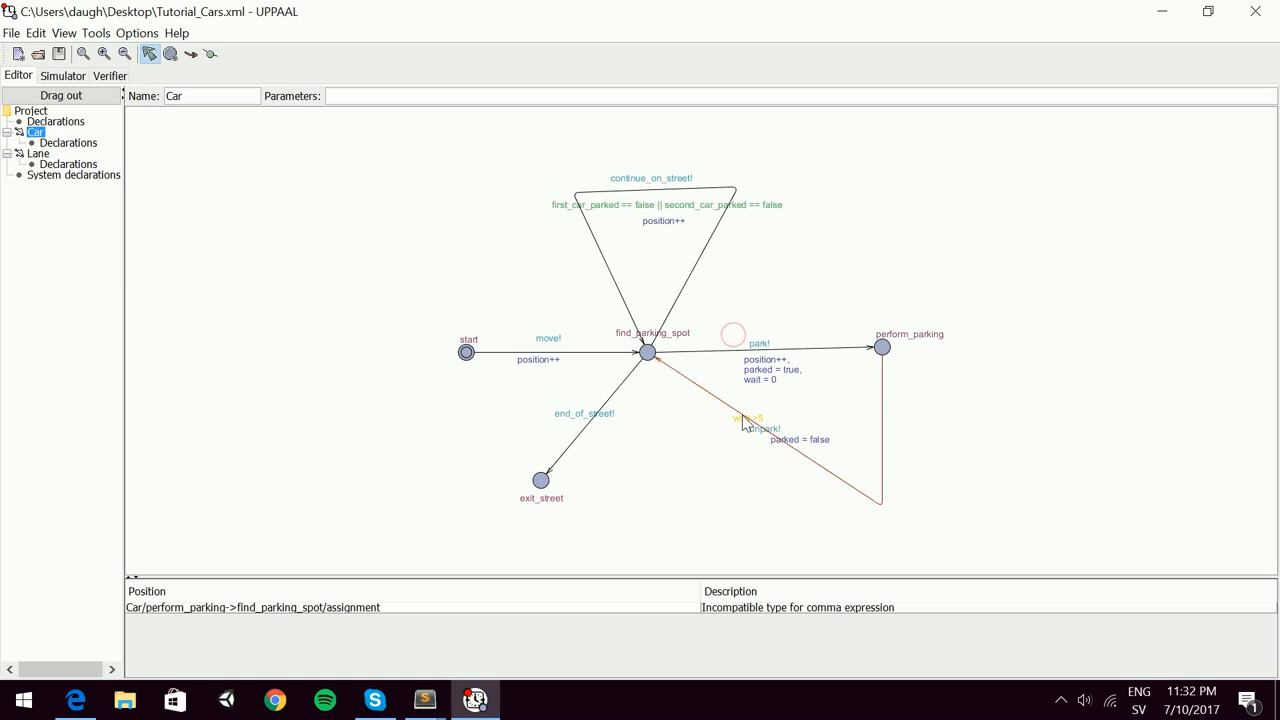 C:\Users\daugh\Desktop\Tutorial_Cars.xml - UPPAAL
File Edit View Tools Options Help
Editor Simulator Verifier
Drag out
Name: Car Parameters:
Project
Declarations
Car
Declarations
Lane
Declarations
System declarations
continue_on_street!
first_car_parked == false || second_car_parked == false
position++
start
move!
position++
find_parking_spot
park!
position++,
parked = true,
wait = 0
perform_parking
end_of_street!
parked = false
exit_street
Position Description
Car/perform_parking->find_parking_spot/assignment Incompatible type for comma expression
ENG
SV
11:32 PM
7/10/2017
1